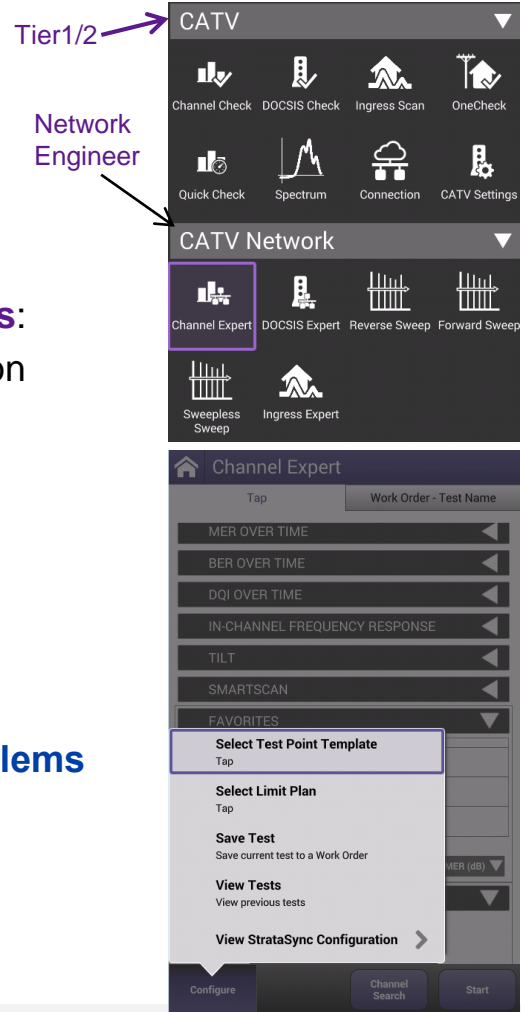 Tier1/2
CATV
Channel Check
DOCSIS Check
Ingress Scan
OneCheck
Network
Engineer
Quick Check
Spectrum
Connection
CATV Settings
CATV Network
s:
on
Channel Expert
DOCSIS Expert
Reverse Sweep
Forward Sweep
Sweepless
Sweep
Ingress Expert
Channel Expert
Tap
Work Order - Test Name
MER OVER TIME
BER OVER TIME
DQI OVER TIME
IN-CHANNEL FREQUENCY RESPONSE
TILT
SMARTSCAN
FAVORITES
lems
Select Test Point Template
Tap
Select Limit Plan
Tap
Save Test
Save current test to a Work Order
MER (dB)
View Tests
View previous tests
View StrataSync Configuration
Configure
Channel
Search
Start